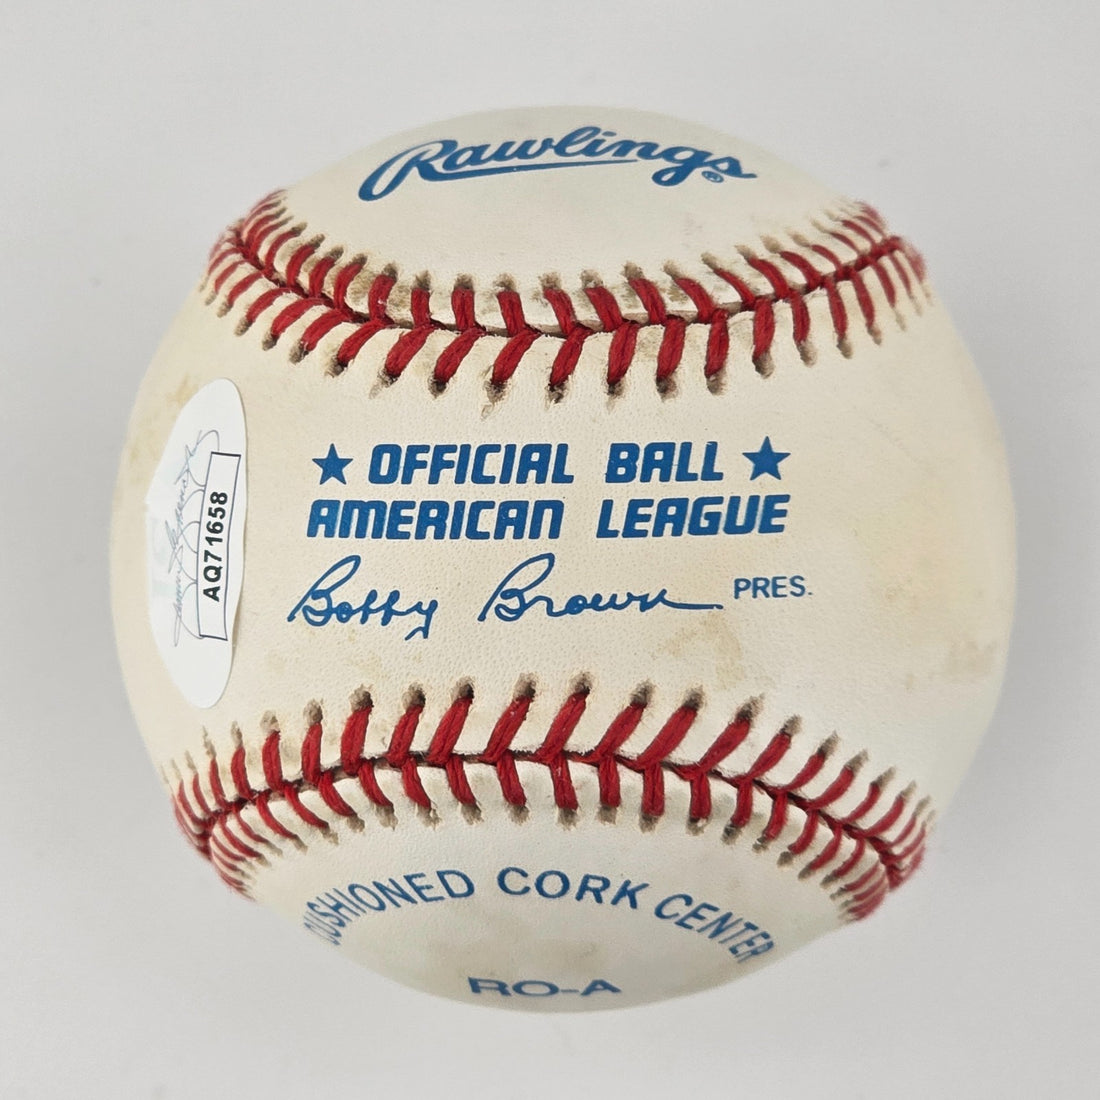 Rawlings®
★ OFFICIAL BALL ★
AMERICAN LEAGUE
Bobby Brown PRES.
AQ71658
CUSHIONED CORK CENTER
RO-A